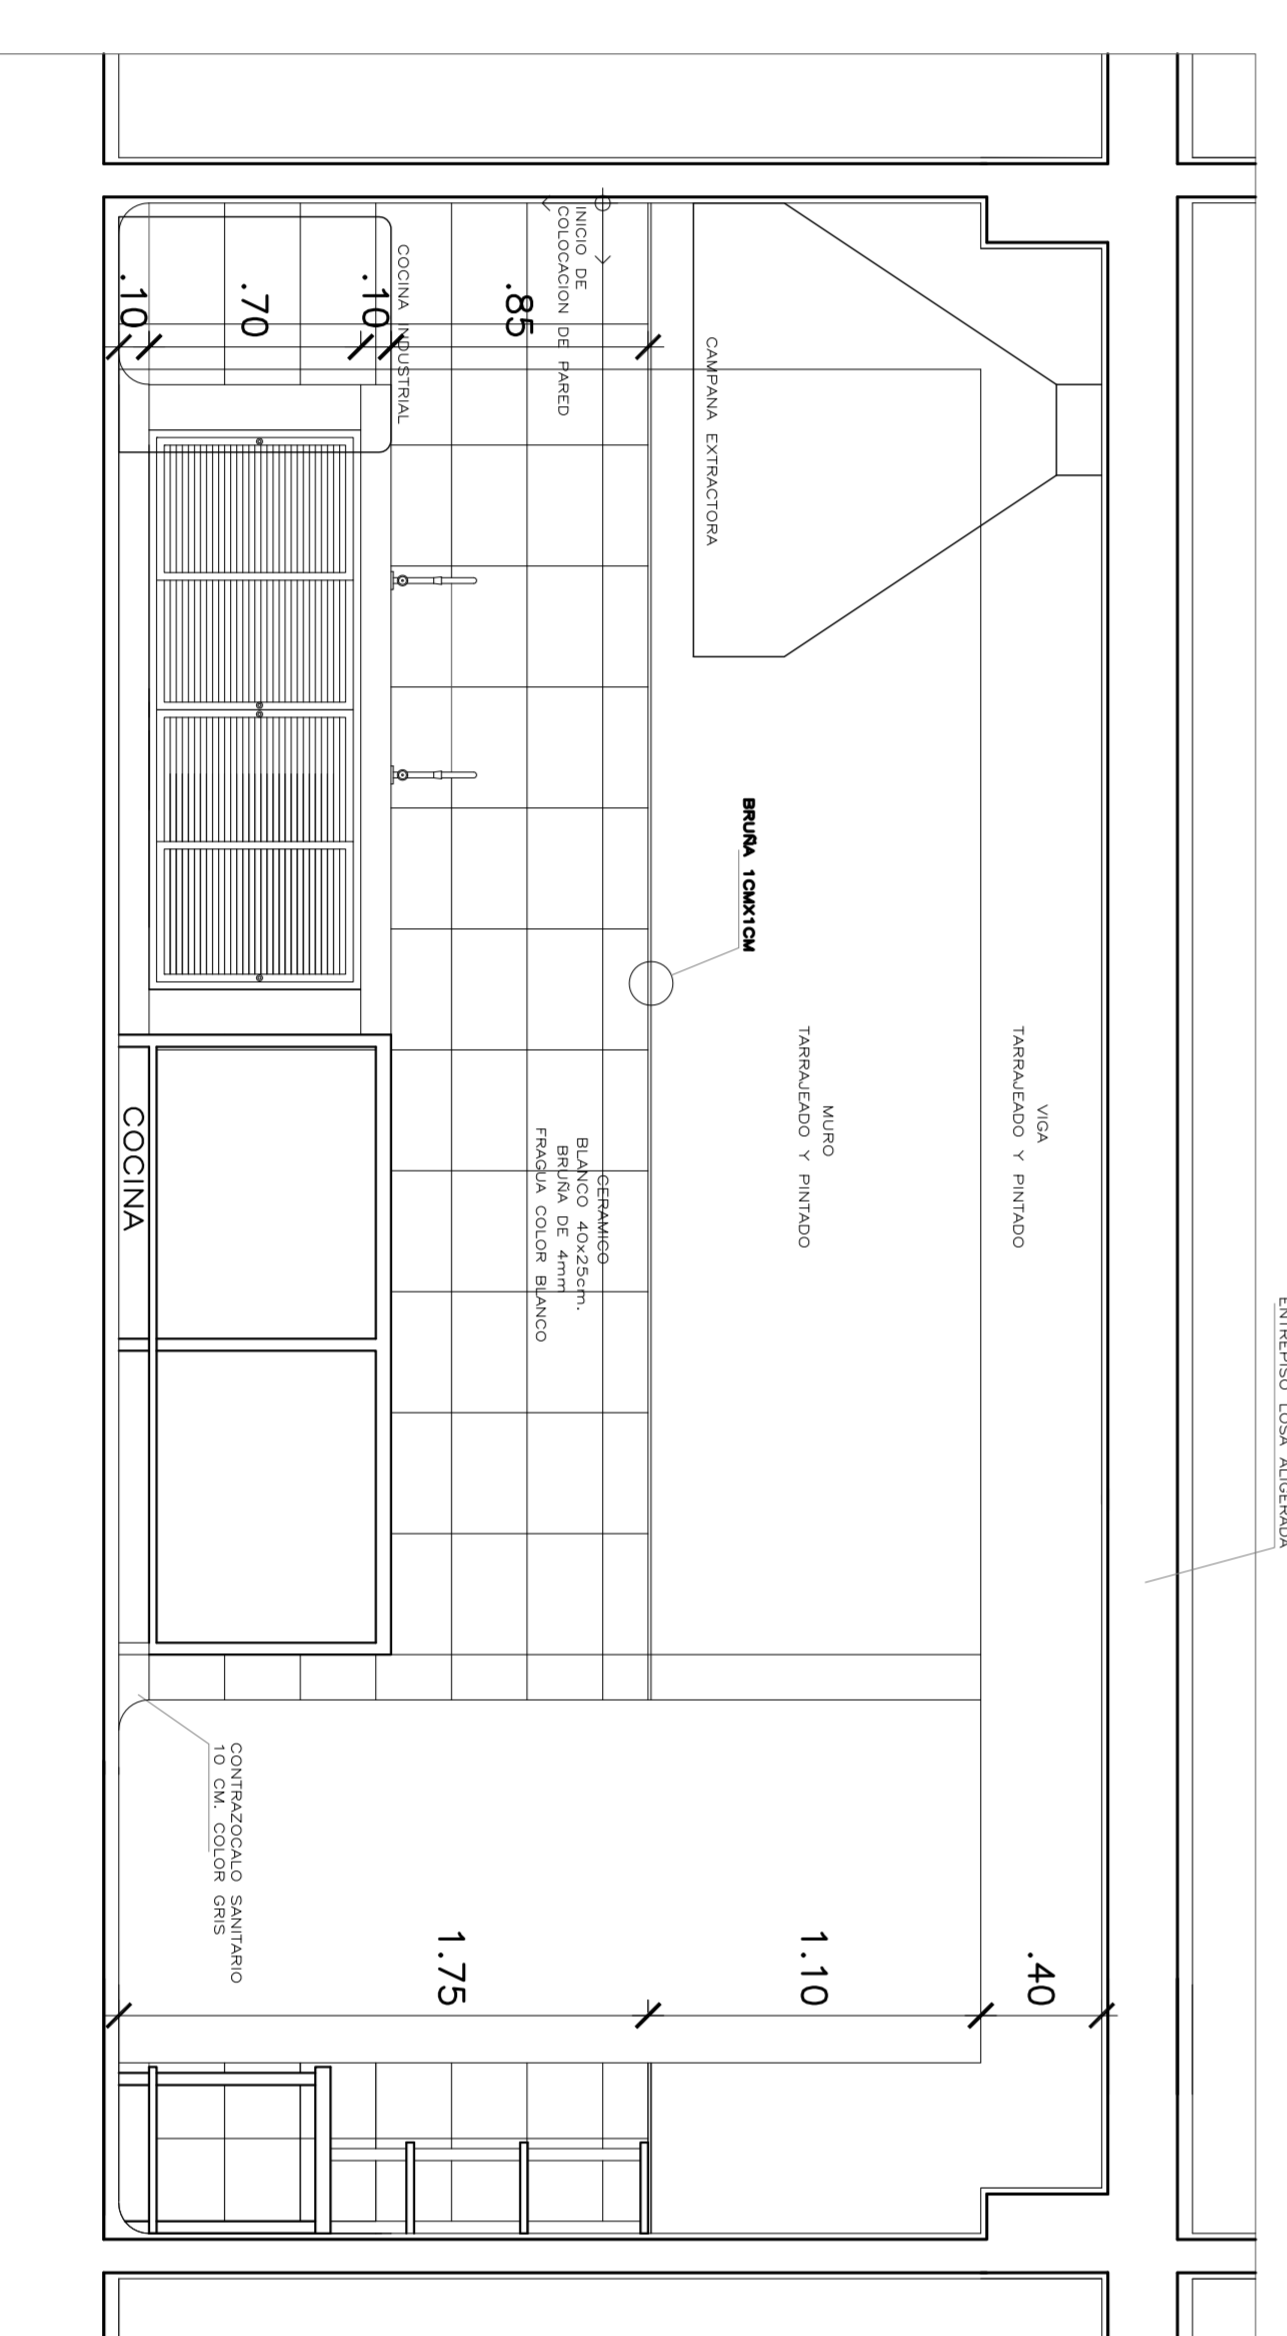 ENTREPISO LOSA ALIGERADA
VIGA
TARRAJEADO Y PINTADO
.40
MURO
TARRAJEADO Y PINTADO
1.10
CAMPANA EXTRACTORA
BRUÑA 1CMX1CM
INICIO DE
COLOCACION DE PARED
.85
CERAMICO
BLANCO 40x25cm.
BRUÑA DE 4mm
FRAGUA COLOR BLANCO
1.75
COCINA INDUSTRIAL
.10
.70
.10
CONTRAZOCALO SANITARIO
10 CM. COLOR GRIS
COCINA